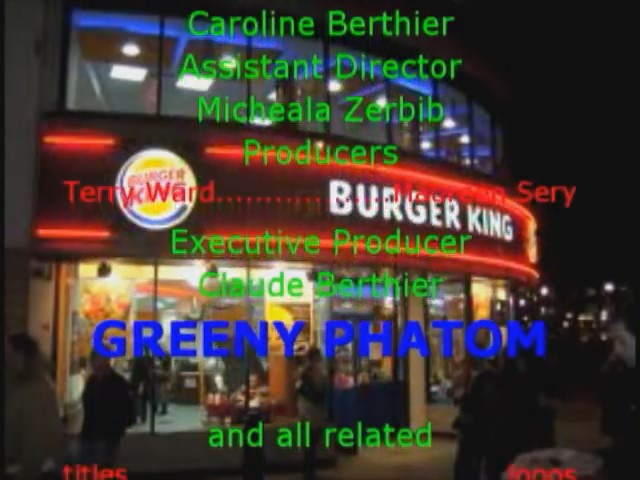 Caroline Berthier
Assistant Director
Micheala Zerbib
Producers
BURGER KING
Terry Ward..................Maureen Sery
BURGER KING
Executive Producer
Claude Berthier
GREENY PHATOM
and all related
titles logos